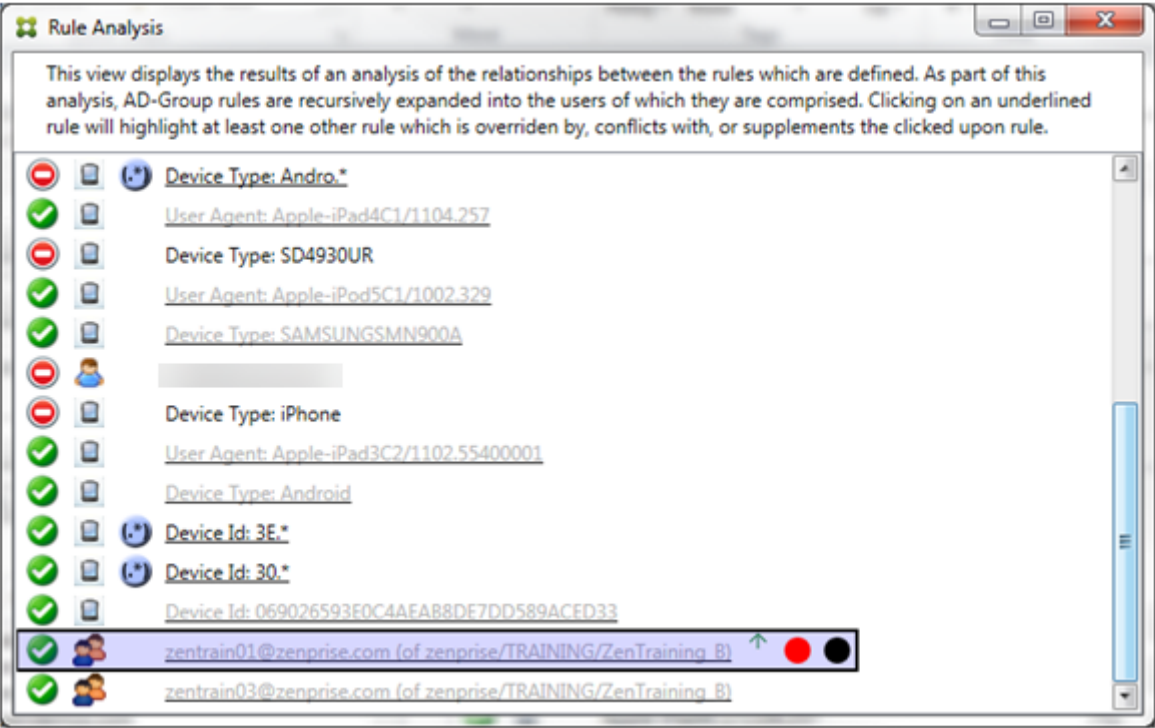 Rule Analysis
This view displays the results of an analysis of the relationships between the rules which are defined. As part of this
analysis, AD-Group rules are recursively expanded into the users of which they are comprised. Clicking on an underlined
rule will highlight at least one other rule which is overriden by, conflicts with, or supplements the clicked upon rule.
(.*) Device Type: Andro.*
User Agent: Apple-iPad4C1/1104.257
Device Type: SD4930UR
User Agent: Apple-iPod5C1/1002.329
Device Type: SAMSUNGSMN900A
Device Type: iPhone
User Agent: Apple-iPad3C2/1102.55400001
Device Type: Android
(.*) Device Id: 3E.*
(.*) Device Id: 30.*
Device Id: 069026593E0C4AEAB8DE7DD589ACED33
zentrain01@zenprise.com (of zenprise/TRAINING/ZenTraining_B)
zentrain03@zenprise.com (of zenprise/TRAINING/ZenTraining_B)